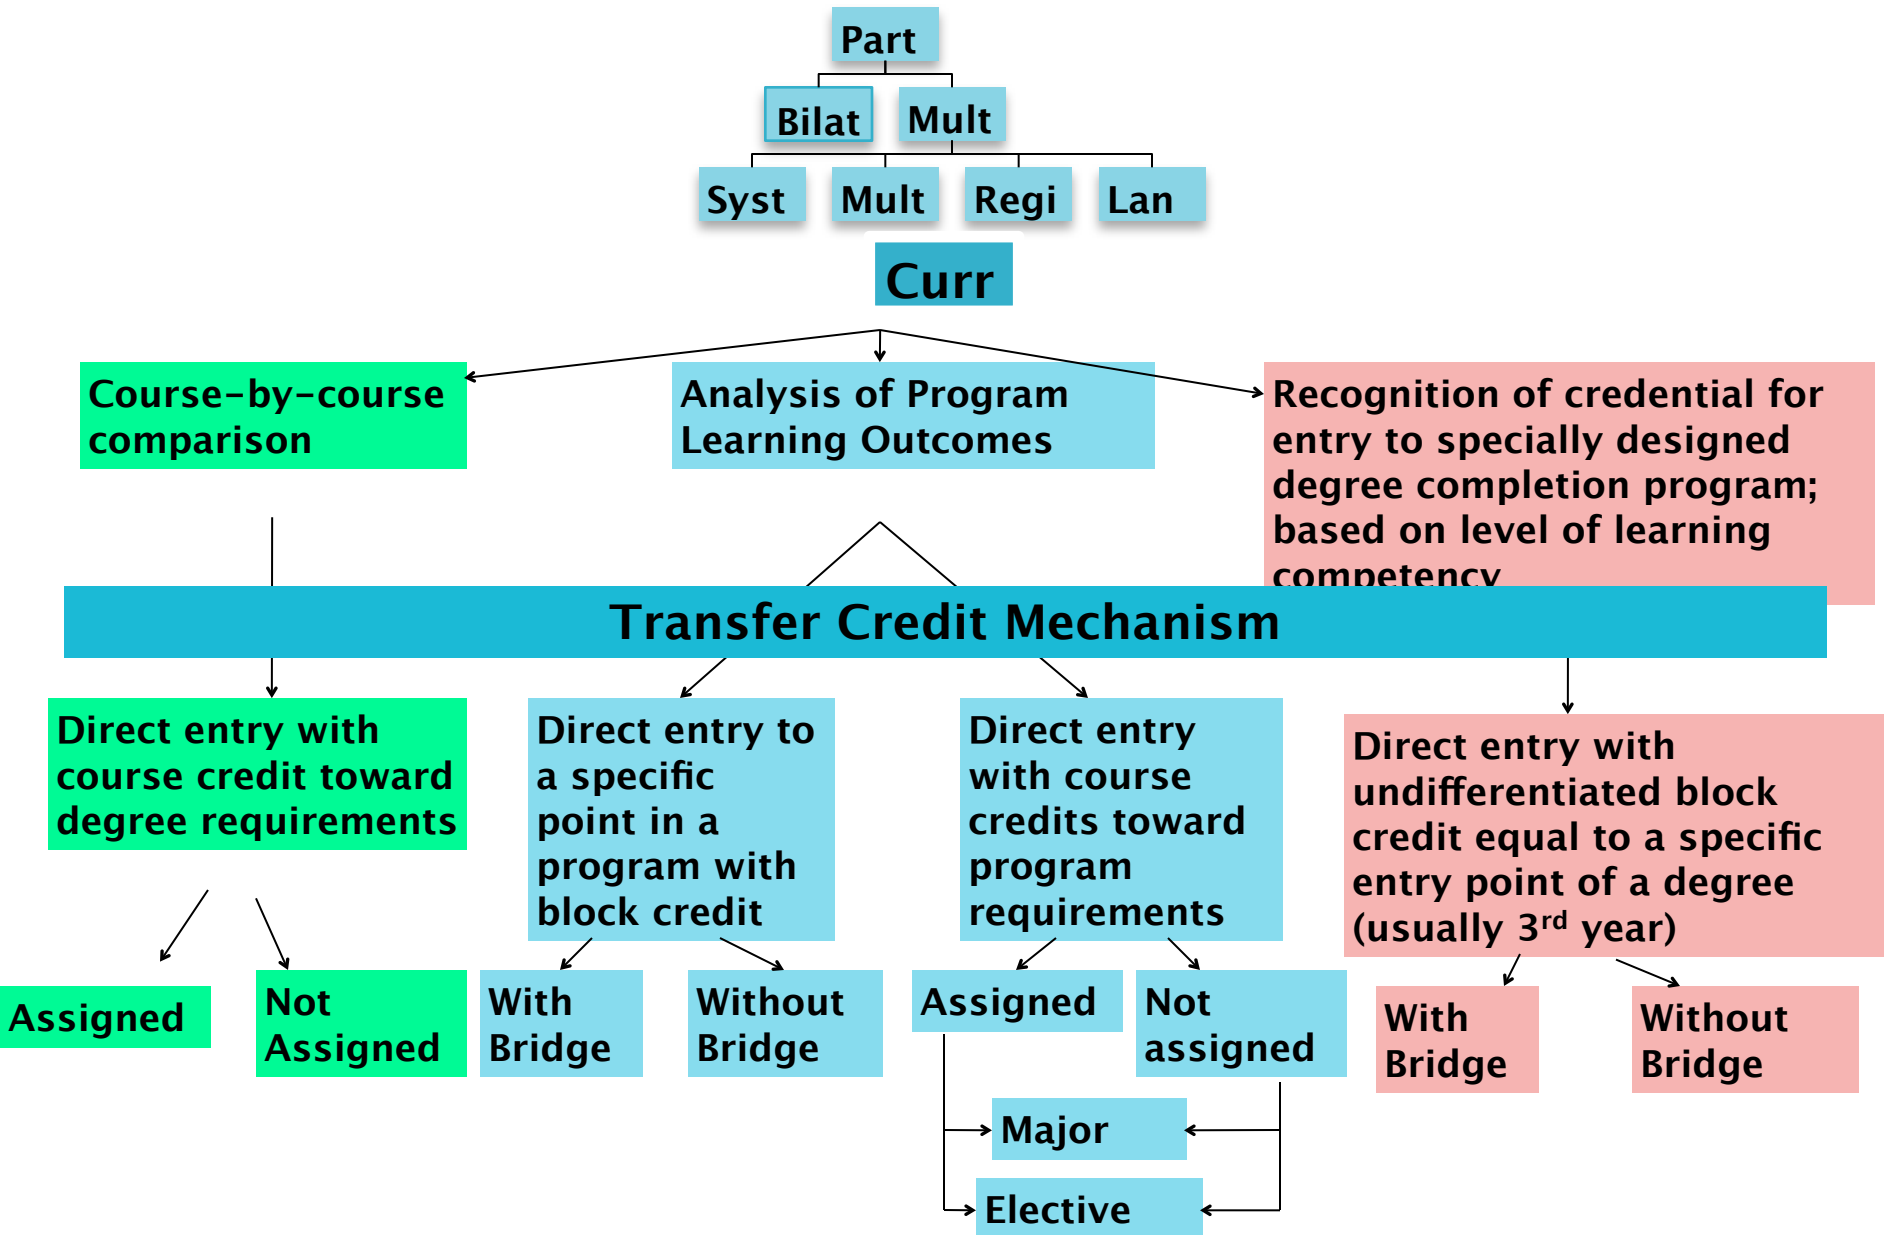 Part
Bilat
Mult
Syst
Mult
Regi
Lan
Curr
Course-by-course
comparison
Analysis of Program
Learning Outcomes
Recognition of credential for
entry to specially designed
degree completion program;
based on level of learning
competency
Transfer Credit Mechanism
Direct entry with
course credit toward
degree requirements
Direct entry to
a specific
point in a
program with
block credit
Direct entry
with course
credits toward
program
requirements
Direct entry with
undifferentiated block
credit equal to a specific
entry point of a degree
(usually 3rd year)
Assigned
Not
Assigned
With
Bridge
Without
Bridge
Assigned
Not
assigned
With
Bridge
Without
Bridge
Major
Elective